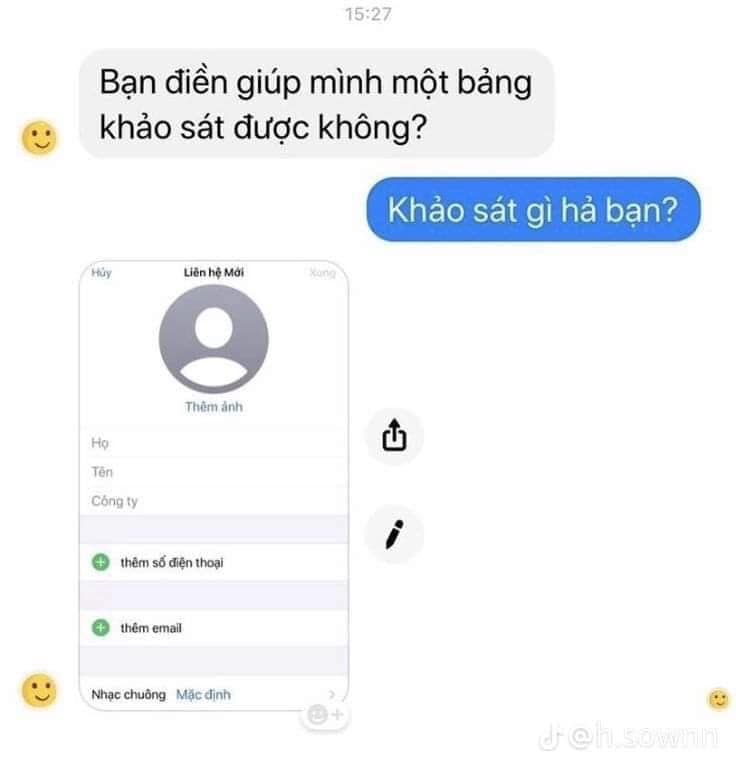 15:27
Bạn điền giúp mình một bảng
khảo sát được không?
Khảo sát gì hả bạn?
Hủy Liên hệ Mới Xong
Thêm ảnh
Họ
Tên
Công ty
thêm số điện thoại
thêm email
Nhạc chuông Mặc định
@h.sownn